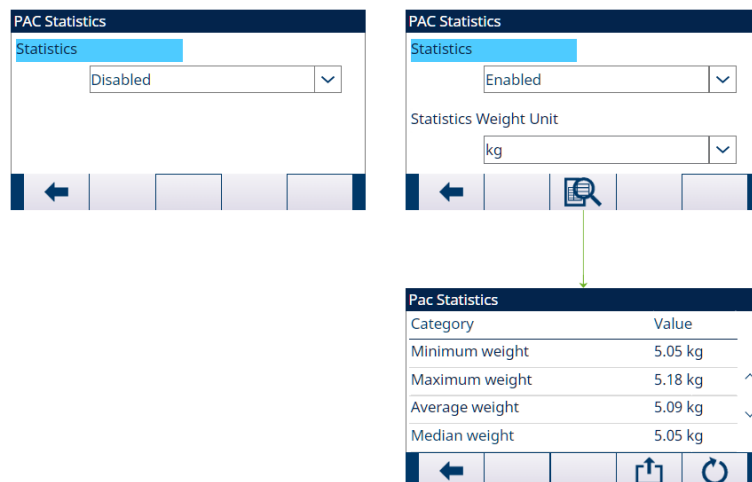 PAC Statistics
Statistics
Disabled
PAC Statistics
Statistics
Enabled
Statistics Weight Unit
kg
Pac Statistics
Category Value
Minimum weight 5.05 kg
Maximum weight 5.18 kg
Average weight 5.09 kg
Median weight 5.05 kg